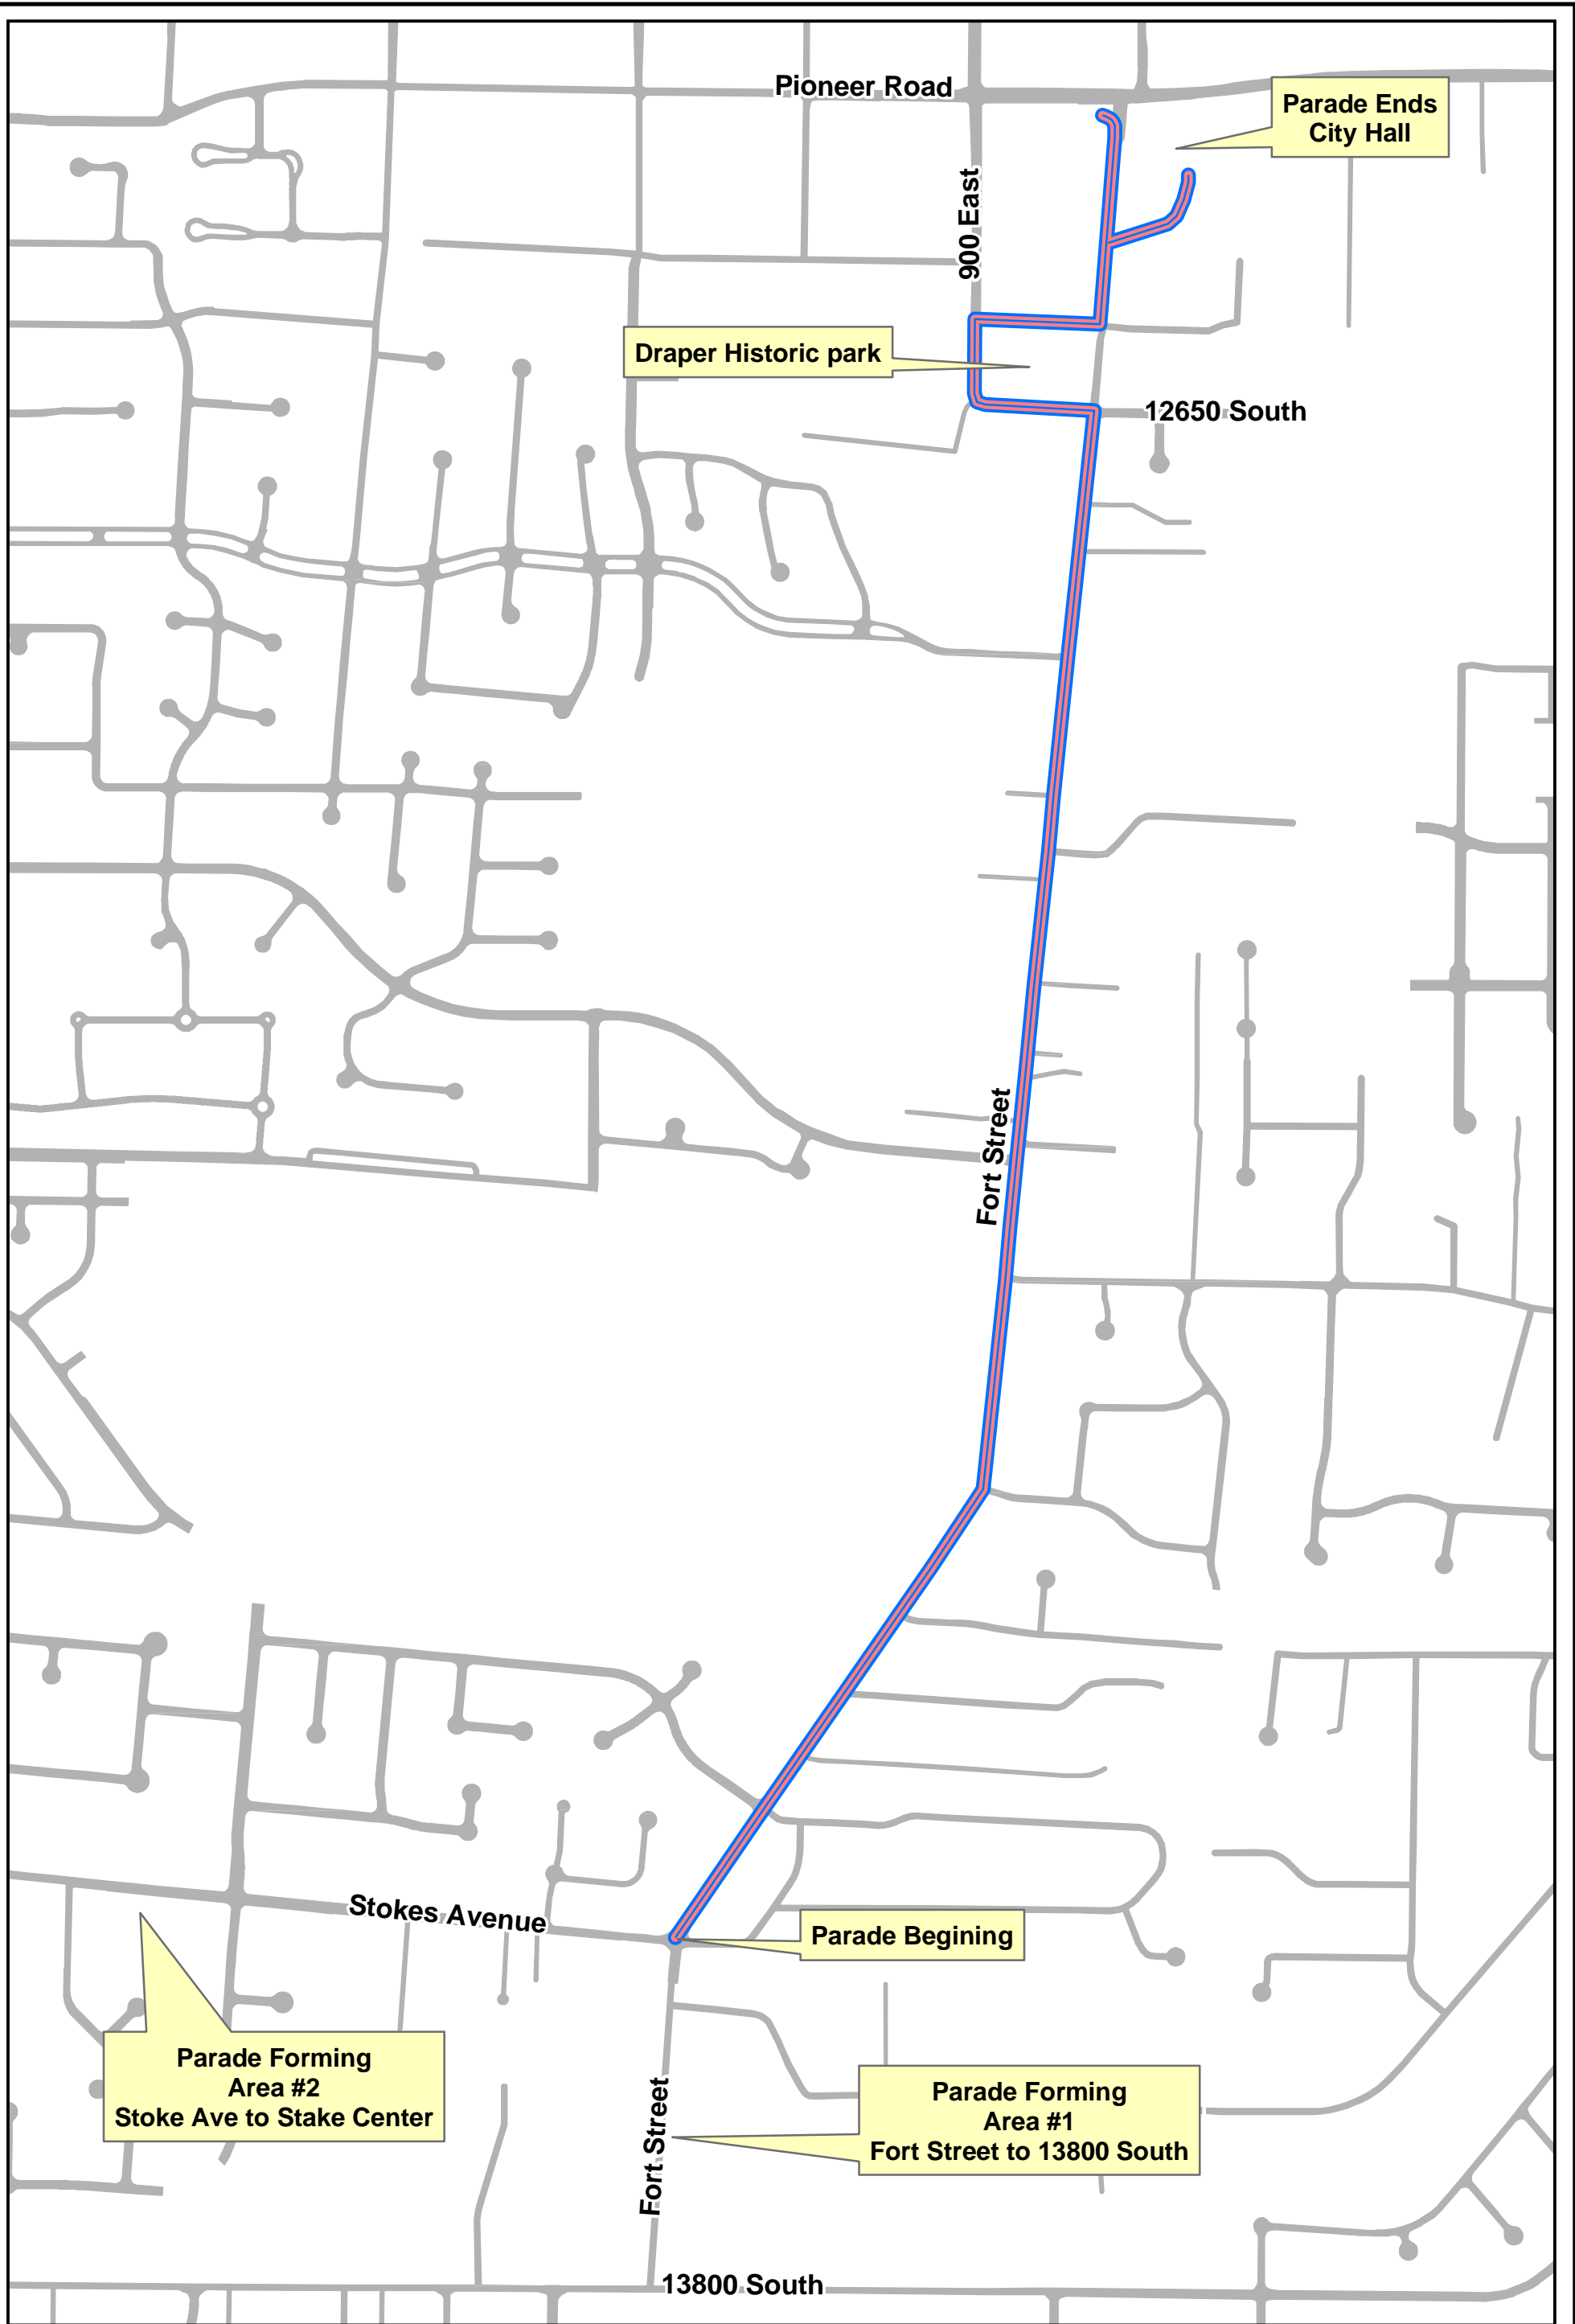 Pioneer Road
Parade Ends
City Hall
900 East
Draper Historic park
12650 South
Fort Street
Stokes Avenue
Parade Begining
Parade Forming
Area #2
Stoke Ave to Stake Center
Parade Forming
Area #1
Fort Street to 13800 South
Fort Street
13800 South